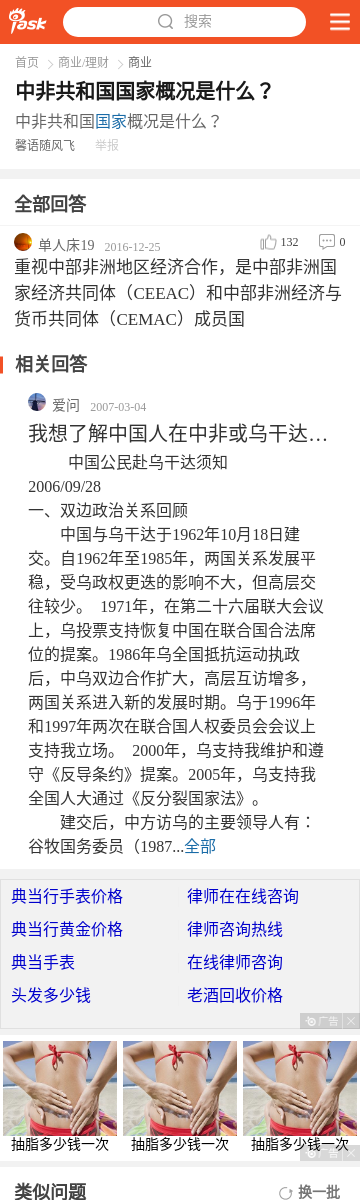 iask 搜索
首页 > 商业/理财 > 商业
中非共和国国家概况是什么？
中非共和国国家概况是什么？
馨语随风飞 举报
全部回答
单人床19 2016-12-25 132 0
重视中部非洲地区经济合作，是中部非洲国
家经济共同体（CEEAC）和中部非洲经济与
货币共同体（CEMAC）成员国
相关回答
爱问 2007-03-04
我想了解中国人在中非或乌干达…
中国公民赴乌干达须知
2006/09/28
一、双边政治关系回顾
中国与乌干达于1962年10月18日建
交。自1962年至1985年，两国关系发展平
稳，受乌政权更迭的影响不大，但高层交
往较少。 1971年，在第二十六届联大会议
上，乌投票支持恢复中国在联合国合法席
位的提案。1986年乌全国抵抗运动执政
后，中乌双边合作扩大，高层互访增多，
两国关系进入新的发展时期。乌于1996年
和1997年两次在联合国人权委员会会议上
支持我立场。 2000年，乌支持我维护和遵
守《反导条约》提案。2005年，乌支持我
全国人大通过《反分裂国家法》。
建交后，中方访乌的主要领导人有：
谷牧国务委员（1987...全部
典当行手表价格 律师在在线咨询
典当行黄金价格 律师咨询热线
典当手表 在线律师咨询
头发多少钱 老酒回收价格
广告
抽脂多少钱一次 抽脂多少钱一次 抽脂多少钱一次
广告
类似问题 换一批